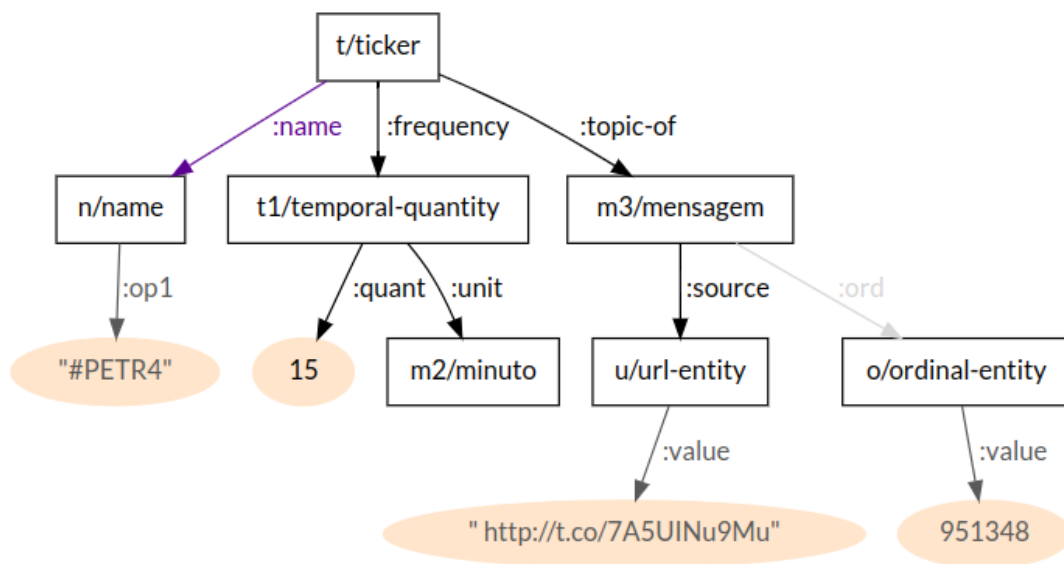 t/ticker
:name :frequency :topic-of
n/name t1/temporal-quantity m3/mensagem
:op1 :quant :unit :source :ord
"#PETR4" 15 m2/minuto u/url-entity o/ordinal-entity
:value :value
" http://t.co/7A5UINu9Mu" 951348